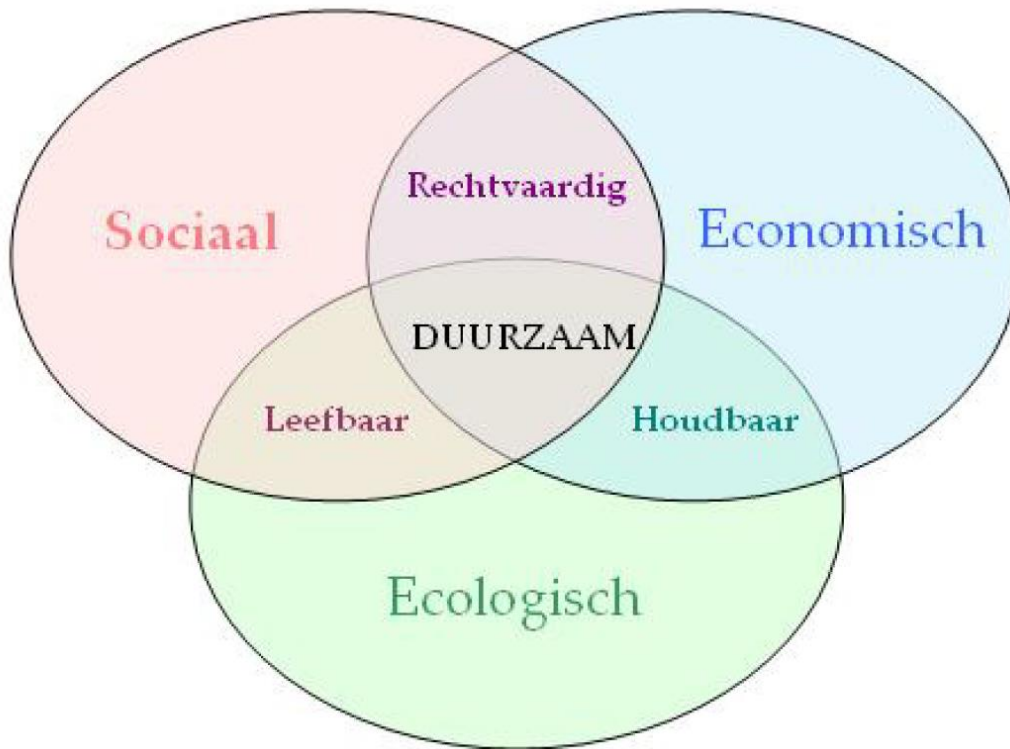 Rechtvaardig
Sociaal
Economisch
DUURZAAM
Leefbaar
Houdbaar
Ecologisch